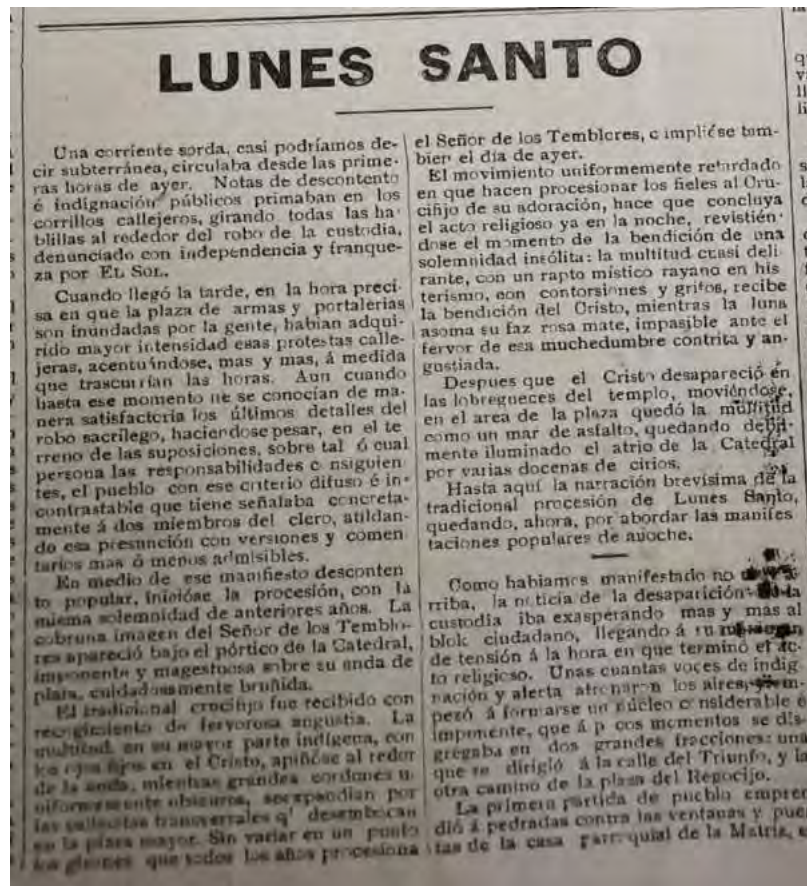 LUNES SANTO
Una corriente sorda, casi podríamos de-
cir subterránea, circulaba desde las prime-
ras horas de ayer. Notas de descontento
é indignación públicos primaban en los
corrillos callejeros, girando todas las ha-
blillas al rededor del robo de la custodia,
denunciado con independencia y franque-
za por EL SOL.
Cuando llegó la tarde, en la hora preci-
sa en que la plaza de armas y portalerias
son inundadas por la gente, habian adqui-
rido mayor intensidad esas protestas calle-
jeras, acentuándose, mas y mas, á medida
que trascurrían las horas. Aun cuando
hasta ese momento no se conocían de ma-
nera satisfactoria los últimos detalles del
robo sacrílego, haciendose pesar, en el te
rreno de las suposiciones, sobre tal ó cual
persona las responsabilidades c nsiguien
tes, el pueblo con ese criterio difuso é in-
contrastable que tiene señalaba concreta-
mente á dos miembros del clero, atildan-
do esa presunción con versiones y comen
tarios mas ó menos admisibles.
En medio de ese manifiesto desconten
to popular, inicióse la procesión, con la
misma solemnidad de anteriores años. La
cobruna imagen del Señor de los Temblo-
res apareció bajo el pórtico de la Catedral,
imponente y magestuosa sobre su anda de
plata, cuidadosamente bruñida.
El tradicional crucifijo fue recibido con
recogimiento de fervorosa angustia. La
multitud, en su mayor parte indígena, con
los ojos fijos en el Cristo, apiñóse al redor
de la anda, mientras grandes cordones u-
niformemente obscuros, se expandian por
las callecitas transversales q' desembocan
en la plaza mayor. Sin variar en un punto
los girones que todos los años procesiona
el Señor de los Temblores, c implióse tam-
bien el día de ayer.
El movimiento uniformemente retardado
en que hacen procesionar los fieles al Cru-
cifijo de su adoración, hace que concluya
el acto religioso ya en la noche, revistién-
dose el momento de la bendición de una
solemnidad insólita: la multitud cuasi deli
rante, con un rapto místico rayano en his
terismo, con contorsiones y gritos, recibe
la bendición del Cristo, mientras la luna
asoma su faz rosa mate, impasible ante el
fervor de esa muchedumbre contrita y an-
gustiada.
Despues que el Cristo desapareció en
las lobregueces del templo, moviéndose,
en el area de la plaza quedó la multitud
como un mar de asfalto, quedando debil-
mente iluminado el atrio de la Catedral
por varias docenas de cirios.
Hasta aquí la narración brevísima de la
tradicional procesión de Lunes Santo,
quedando, ahora, por abordar las manifes
taciones populares de anoche.
Como habiamos manifestado no
rriba, la noticia de la desaparición de la
custodia iba exasperando mas y mas al
blok ciudadano, llegando á su
de tensión á la hora en que terminó el ac-
to religioso. Unas cuantas voces de indig-
nación y alerta atronaron los aires, y em-
pezó á formarse un núcleo c nsiderable é
imponente, que á p cos momentos se dis-
gregaba en dos grandes fracciones: una
que se dirigió á la calle del Triunfo, y la
otra camino de la plaza del Regocijo.
La primera partida de pueblo empren
dió á pedradas contra las ventanas y puer
tas de la casa parr quial de la Matriz,